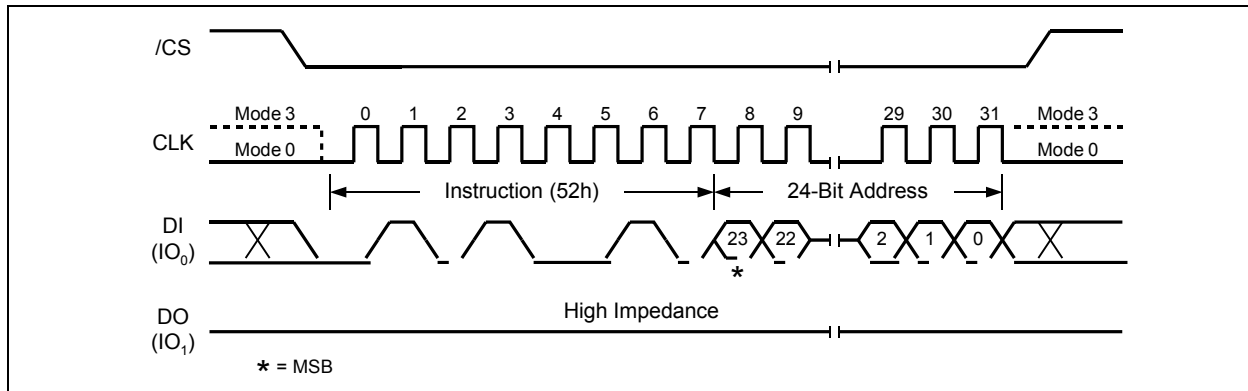 /CS
Mode 3 0 1 2 3 4 5 6 7 8 9 29 30 31 Mode 3
CLK
Mode 0 Mode 0
Instruction (52h) 24-Bit Address
DI
(IO0)
23 22 2 1 0
*
High Impedance
DO
(IO1)
* = MSB